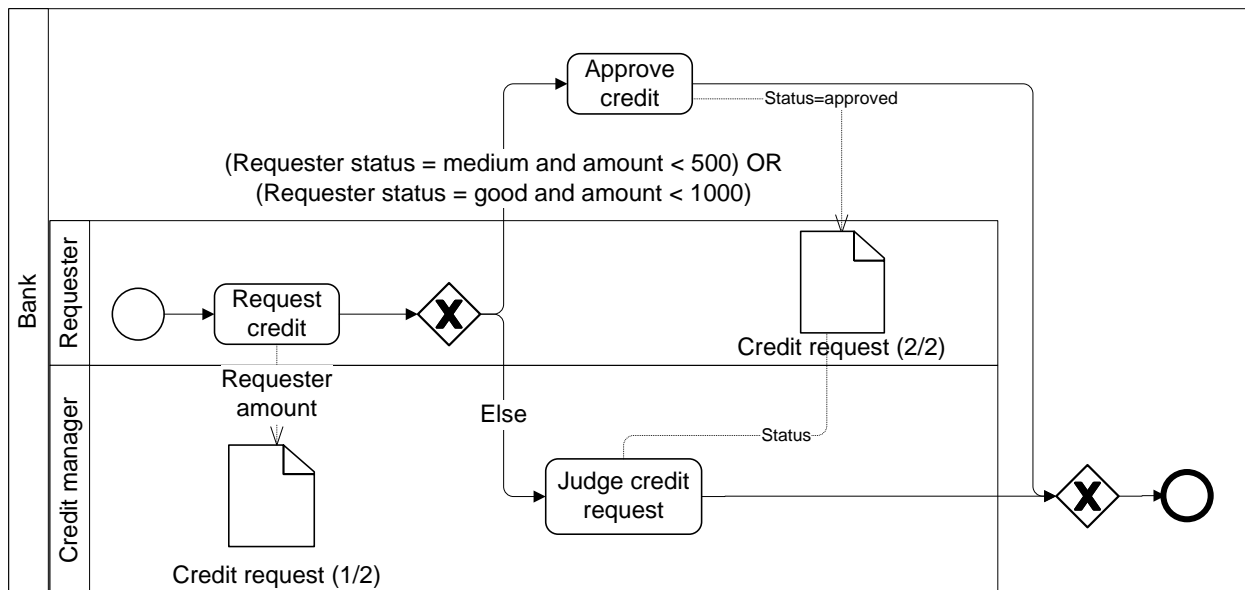 Bank
Approve
credit
Status=approved
(Requester status = medium and amount < 500) OR
(Requester status = good and amount < 1000)
Requester
Request
credit
X
Credit request (2/2)
Credit manager
Requester
amount
Else
Status
Judge credit
request
X
Credit request (1/2)